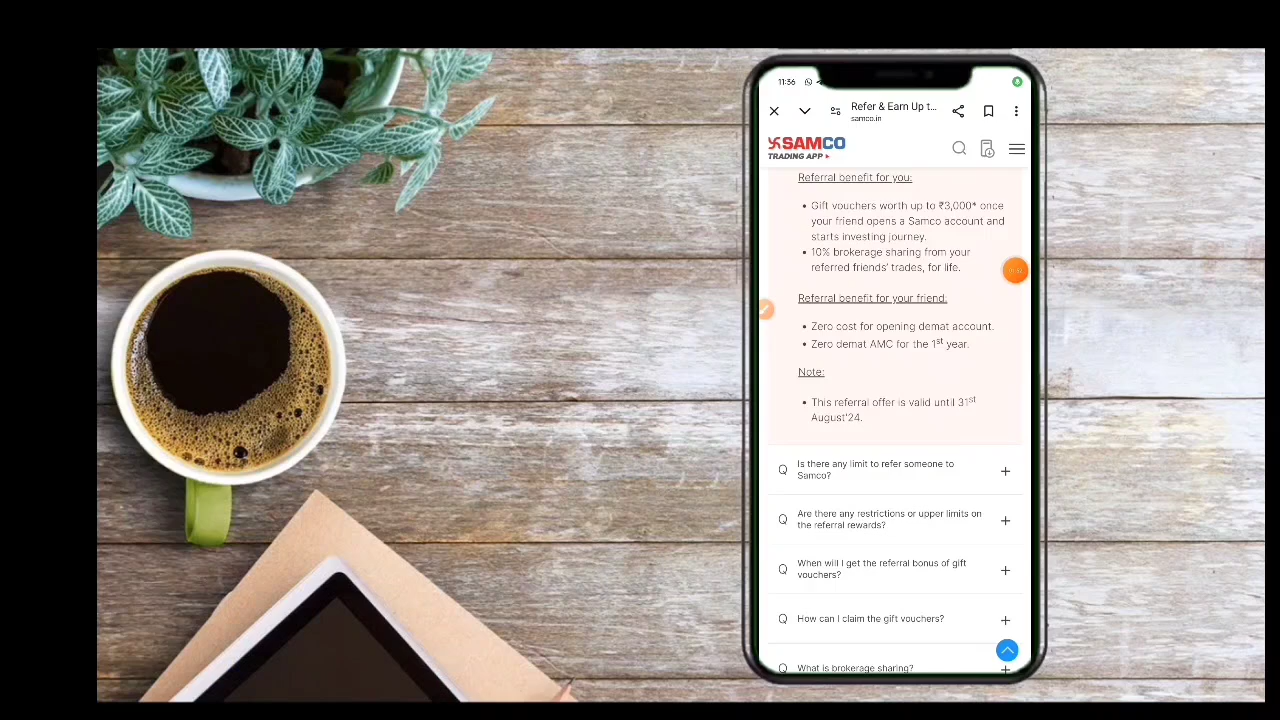 11:36
Refer & Earn Up t...
samco.in
SAMCO
TRADING APP
Referral benefit for you:
• Gift vouchers worth up to ₹3,000* once
your friend opens a Samco account and
starts investing journey.
• 10% brokerage sharing from your
referred friends' trades, for life.
Referral benefit for your friend:
• Zero cost for opening demat account.
• Zero demat AMC for the 1st year.
Note:
• This referral offer is valid until 31st
August'24.
Q Is there any limit to refer someone to
Samco? +
Q Are there any restrictions or upper limits on
the referral rewards? +
Q When will I get the referral bonus of gift
vouchers? +
Q How can I claim the gift vouchers? +
Q What is brokerage sharing? +